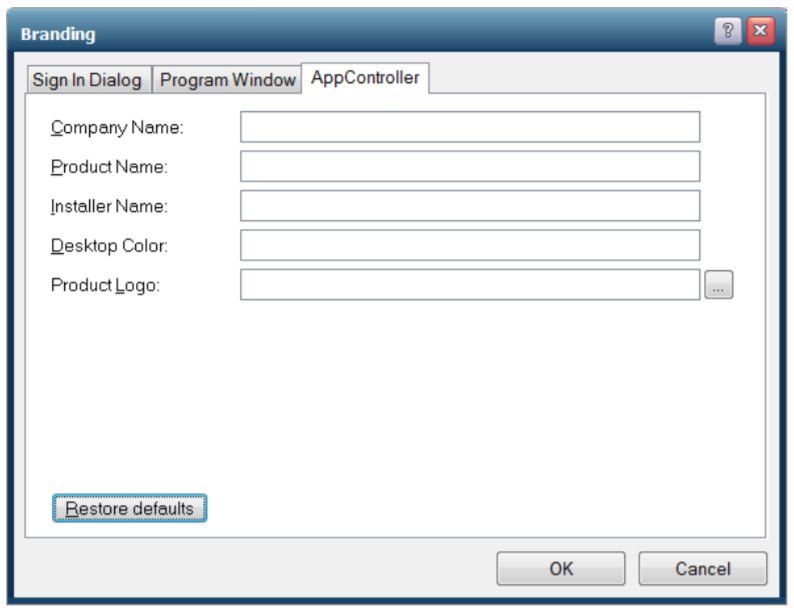 Branding
?
Sign In Dialog Program Window AppController
Company Name:
Product Name:
Installer Name:
Desktop Color:
Product Logo:
...
Restore defaults
OK Cancel